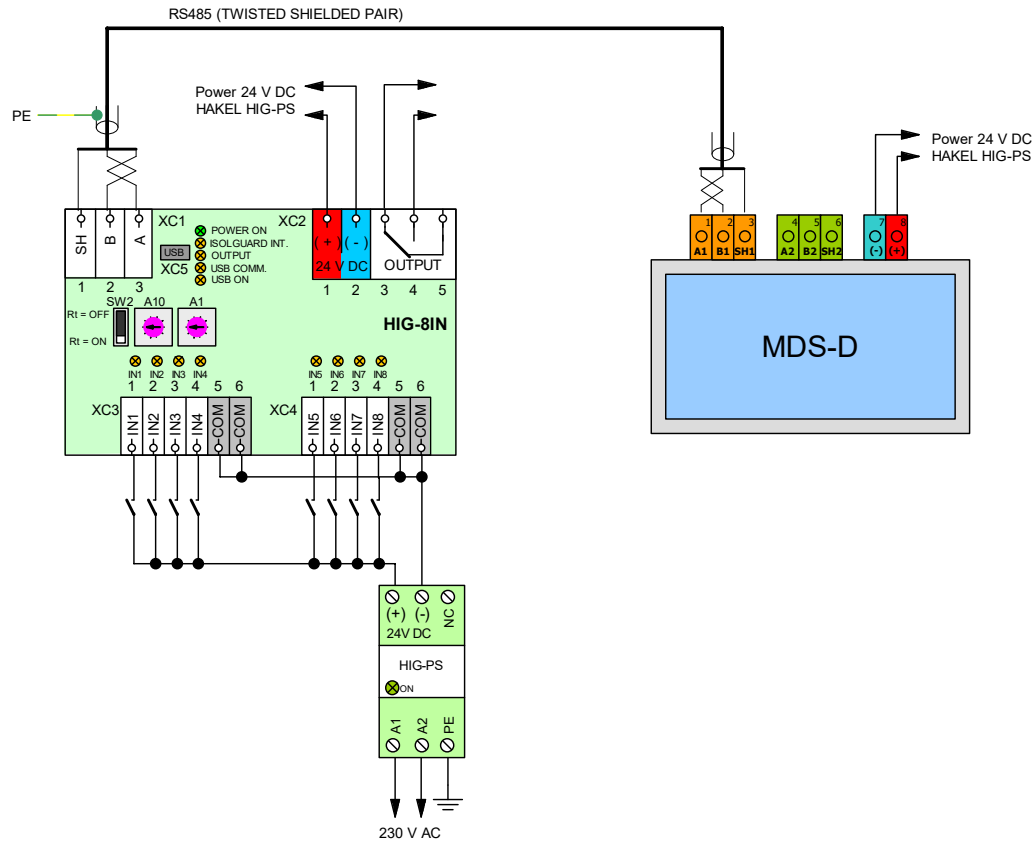 RS485 (TWISTED SHIELDED PAIR)
Power 24 V DC
HAKEL HIG-PS
PE
Power 24 V DC
HAKEL HIG-PS
SH B A
XC1
POWER ON
ISOLGUARD INT.
OUTPUT
USB COMM.
USB ON
USB
XC5
XC2
(+) (-)
24 V DC
OUTPUT
1 2 3
1 2 3 4 5
SW2 A10 A1
Rt = OFF
Rt = ON
HIG-8IN
IN1 IN2 IN3 IN4
1 2 3 4 5 6
IN5 IN6 IN7 IN8
1 2 3 4 5 6
XC3
IN1 IN2 IN3 IN4 COM COM
XC4
IN5 IN6 IN7 IN8 COM COM
1 2 3 4 5 6 7 8
A1 B1 SH1 A2 B2 SH2 (-) (+)
MDS-D
(+) (-) NC
24V DC
HIG-PS
ON
A1 A2 PE
230 V AC